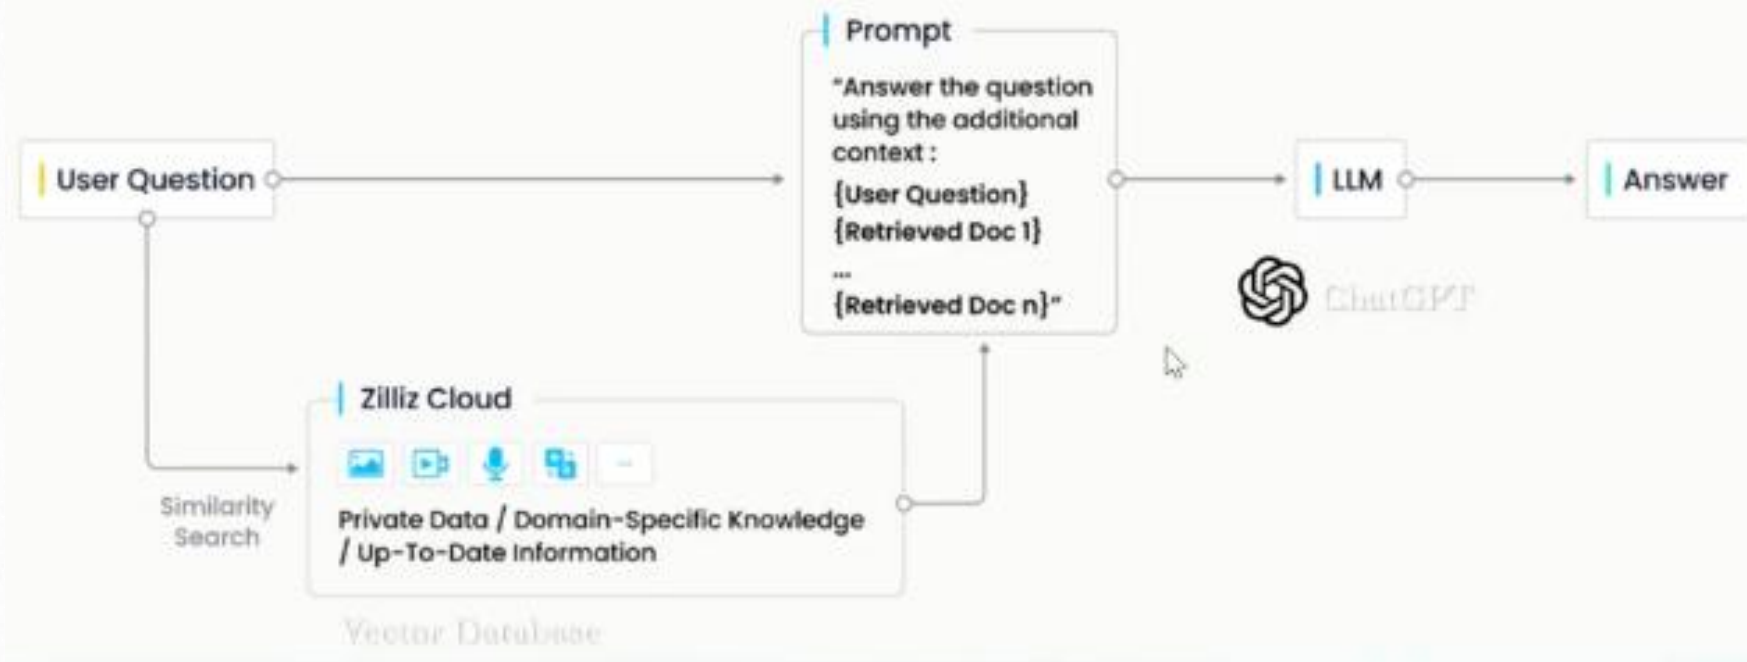 Prompt
"Answer the question
using the additional
context :
{User Question}
{Retrieved Doc 1}
...
{Retrieved Doc n}"
User Question
LLM
Answer
ChatGPT
Zilliz Cloud
...
Similarity
Search
Private Data / Domain-Specific Knowledge
/ Up-To-Date Information
Vector Database